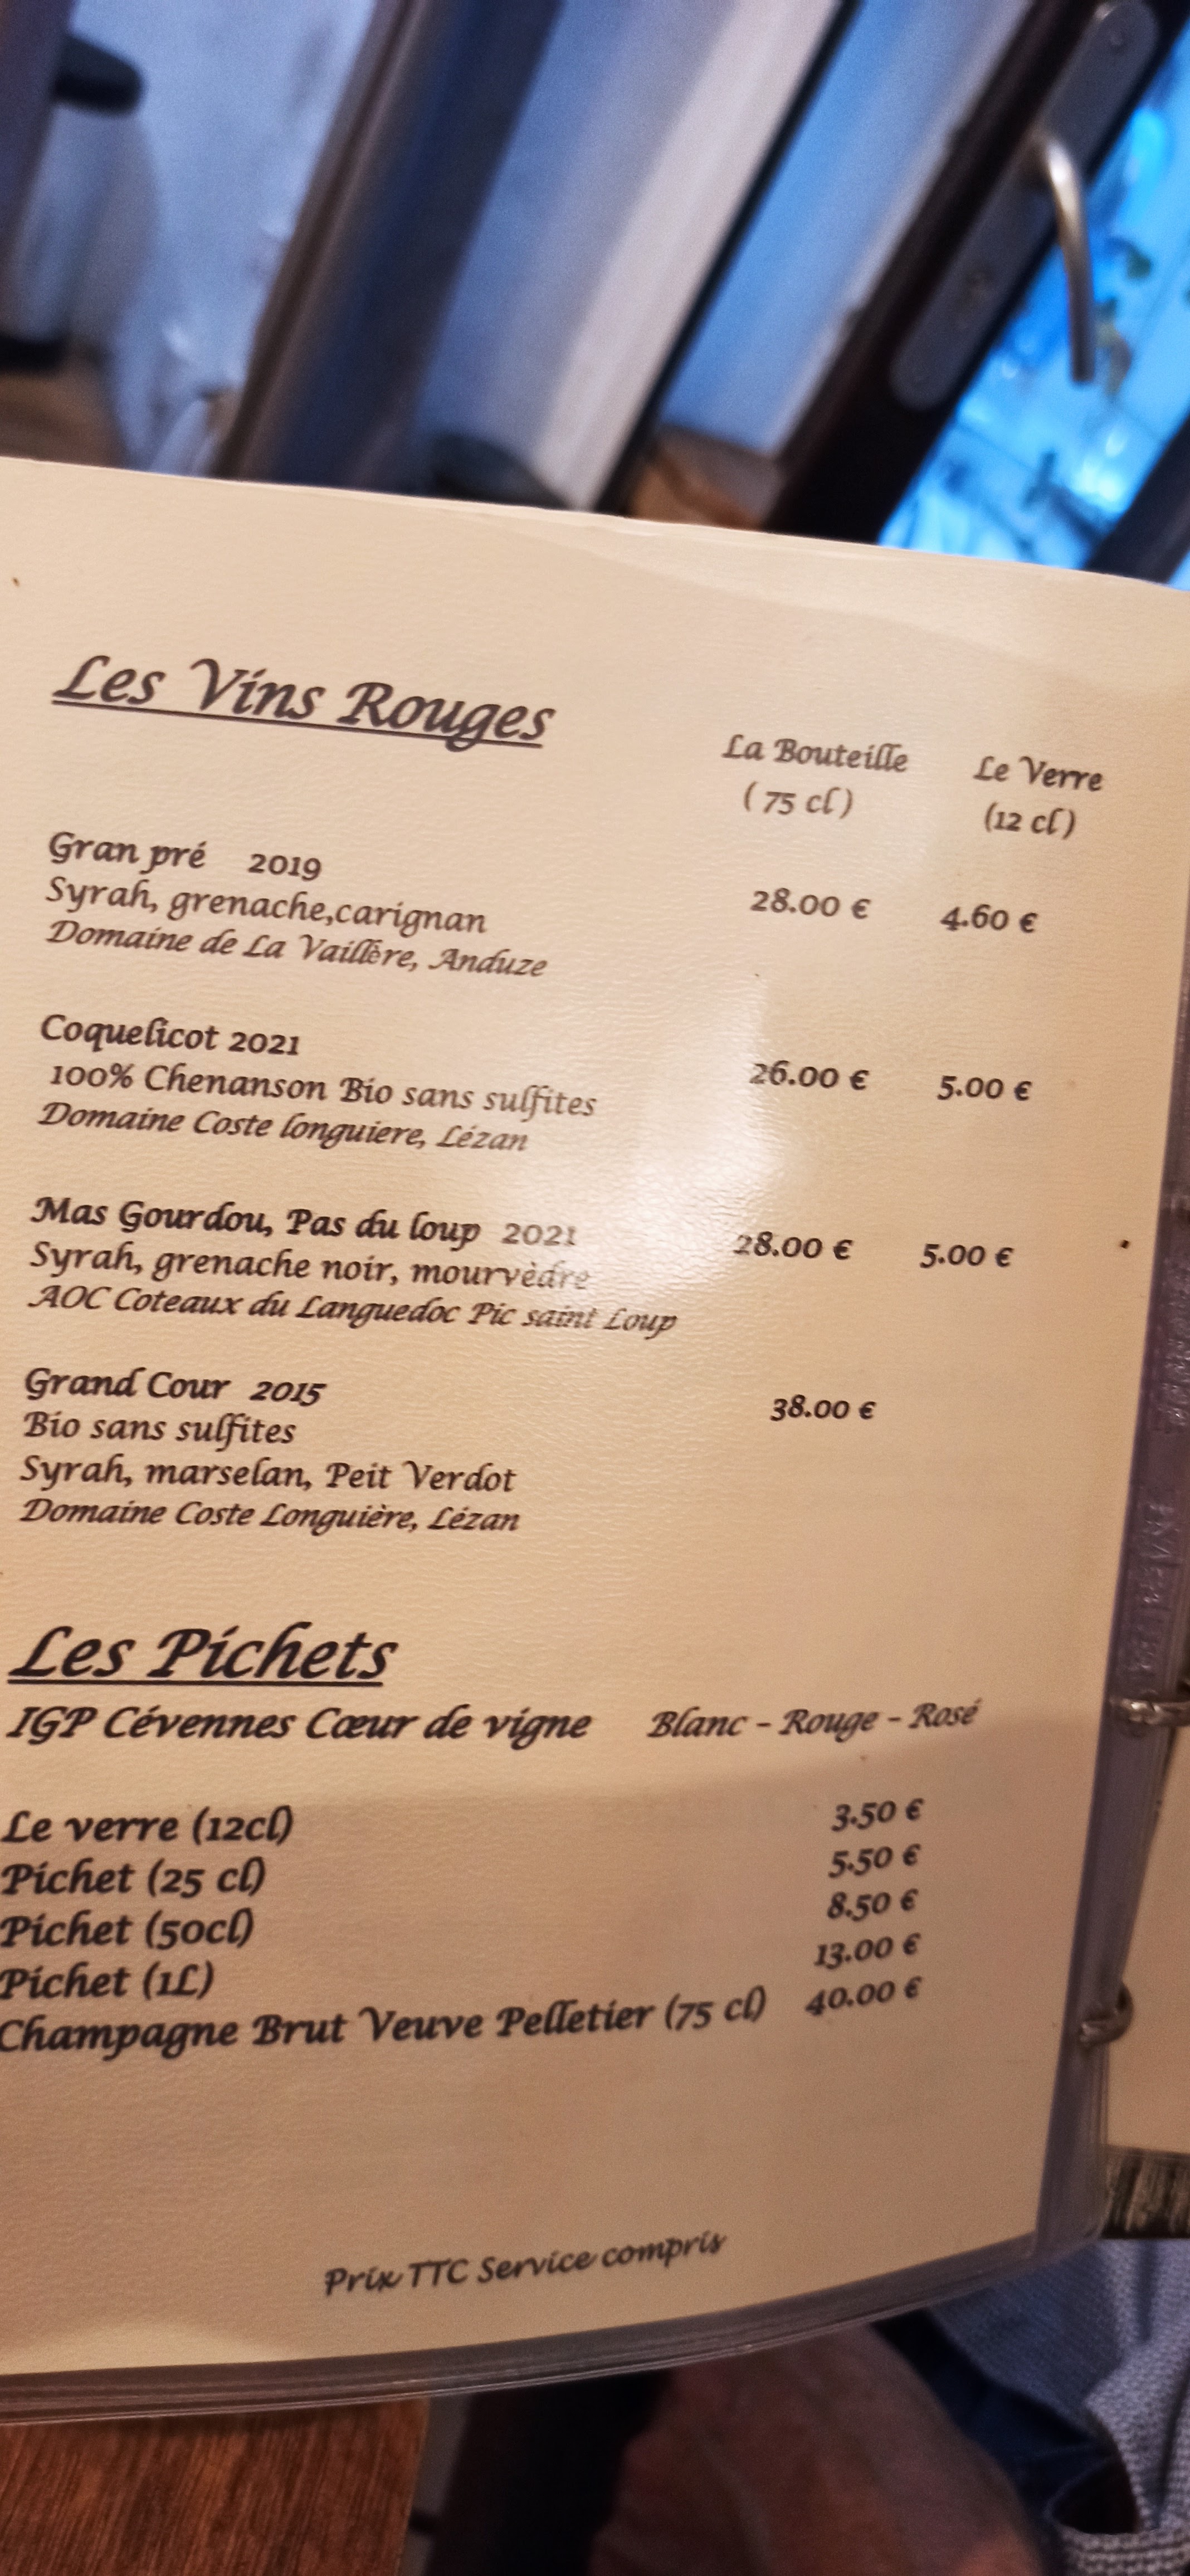 Les Vins Rouges
La Bouteille Le Verre
( 75 cl ) (12 cl )
Gran pré 2019
Syrah, grenache,carignan 28.00 € 4.60 €
Domaine de La Vaillère, Anduze
Coquelicot 2021
100% Chenanson Bio sans sulfites 26.00 € 5.00 €
Domaine Coste longuiere, Lézan
Mas Gourdou, Pas du loup 2021 28.00 € 5.00 €
Syrah, grenache noir, mourvèdre
AOC Coteaux du Languedoc Pic saint Loup
Grand Cour 2015 38.00 €
Bio sans sulfites
Syrah, marselan, Peit Verdot
Domaine Coste Longuière, Lézan
Les Pichets
IGP Cévennes Cœur de vigne Blanc - Rouge - Rosé
Le verre (12cl) 3.50 €
Pichet (25 cl) 5.50 €
Pichet (50cl) 8.50 €
Pichet (1L) 13.00 €
Champagne Brut Veuve Pelletier (75 cl) 40.00 €
Prix TTC Service compris